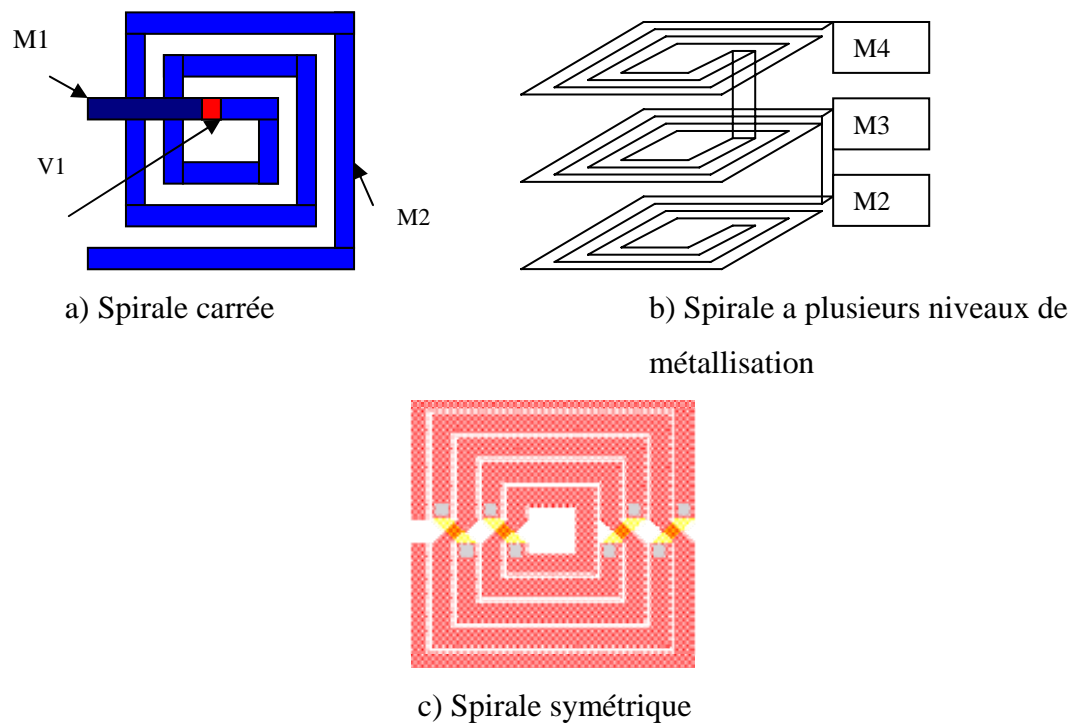 M1
V1
M2
M4
M3
M2
a) Spirale carrée
b) Spirale a plusieurs niveaux de
métallisation
c) Spirale symétrique